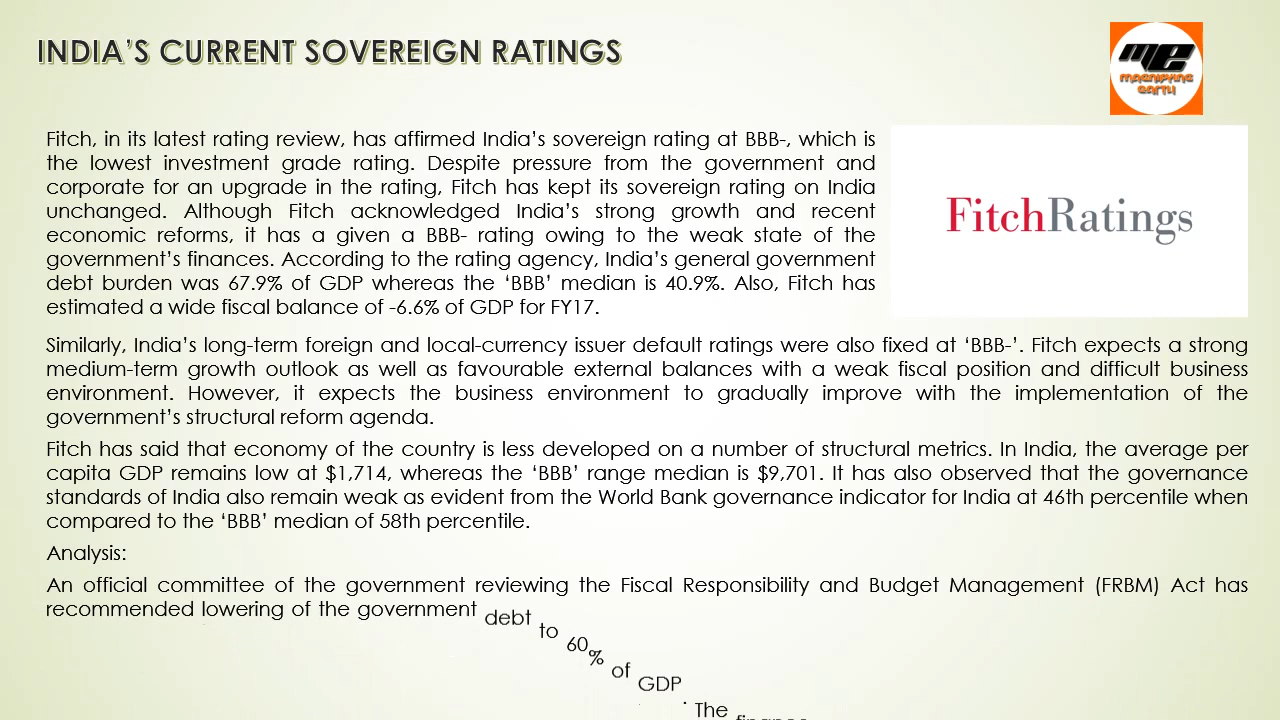 INDIA'S CURRENT SOVEREIGN RATINGS
me
MAGNIFYING
EARTH
Fitch, in its latest rating review, has affirmed India's sovereign rating at BBB-, which is
the lowest investment grade rating. Despite pressure from the government and
corporate for an upgrade in the rating, Fitch has kept its sovereign rating on India
unchanged. Although Fitch acknowledged India's strong growth and recent
economic reforms, it has a given a BBB- rating owing to the weak state of the
government's finances. According to the rating agency, India's general government
debt burden was 67.9% of GDP whereas the 'BBB' median is 40.9%. Also, Fitch has
estimated a wide fiscal balance of -6.6% of GDP for FY17.
FitchRatings
Similarly, India's long-term foreign and local-currency issuer default ratings were also fixed at 'BBB-'. Fitch expects a strong
medium-term growth outlook as well as favourable external balances with a weak fiscal position and difficult business
environment. However, it expects the business environment to gradually improve with the implementation of the
government's structural reform agenda.
Fitch has said that economy of the country is less developed on a number of structural metrics. In India, the average per
capita GDP remains low at $1,714, whereas the 'BBB' range median is $9,701. It has also observed that the governance
standards of India also remain weak as evident from the World Bank governance indicator for India at 46th percentile when
compared to the 'BBB' median of 58th percentile.
Analysis:
An official committee of the government reviewing the Fiscal Responsibility and Budget Management (FRBM) Act has
recommended lowering of the government debt to 60% of GDP. The